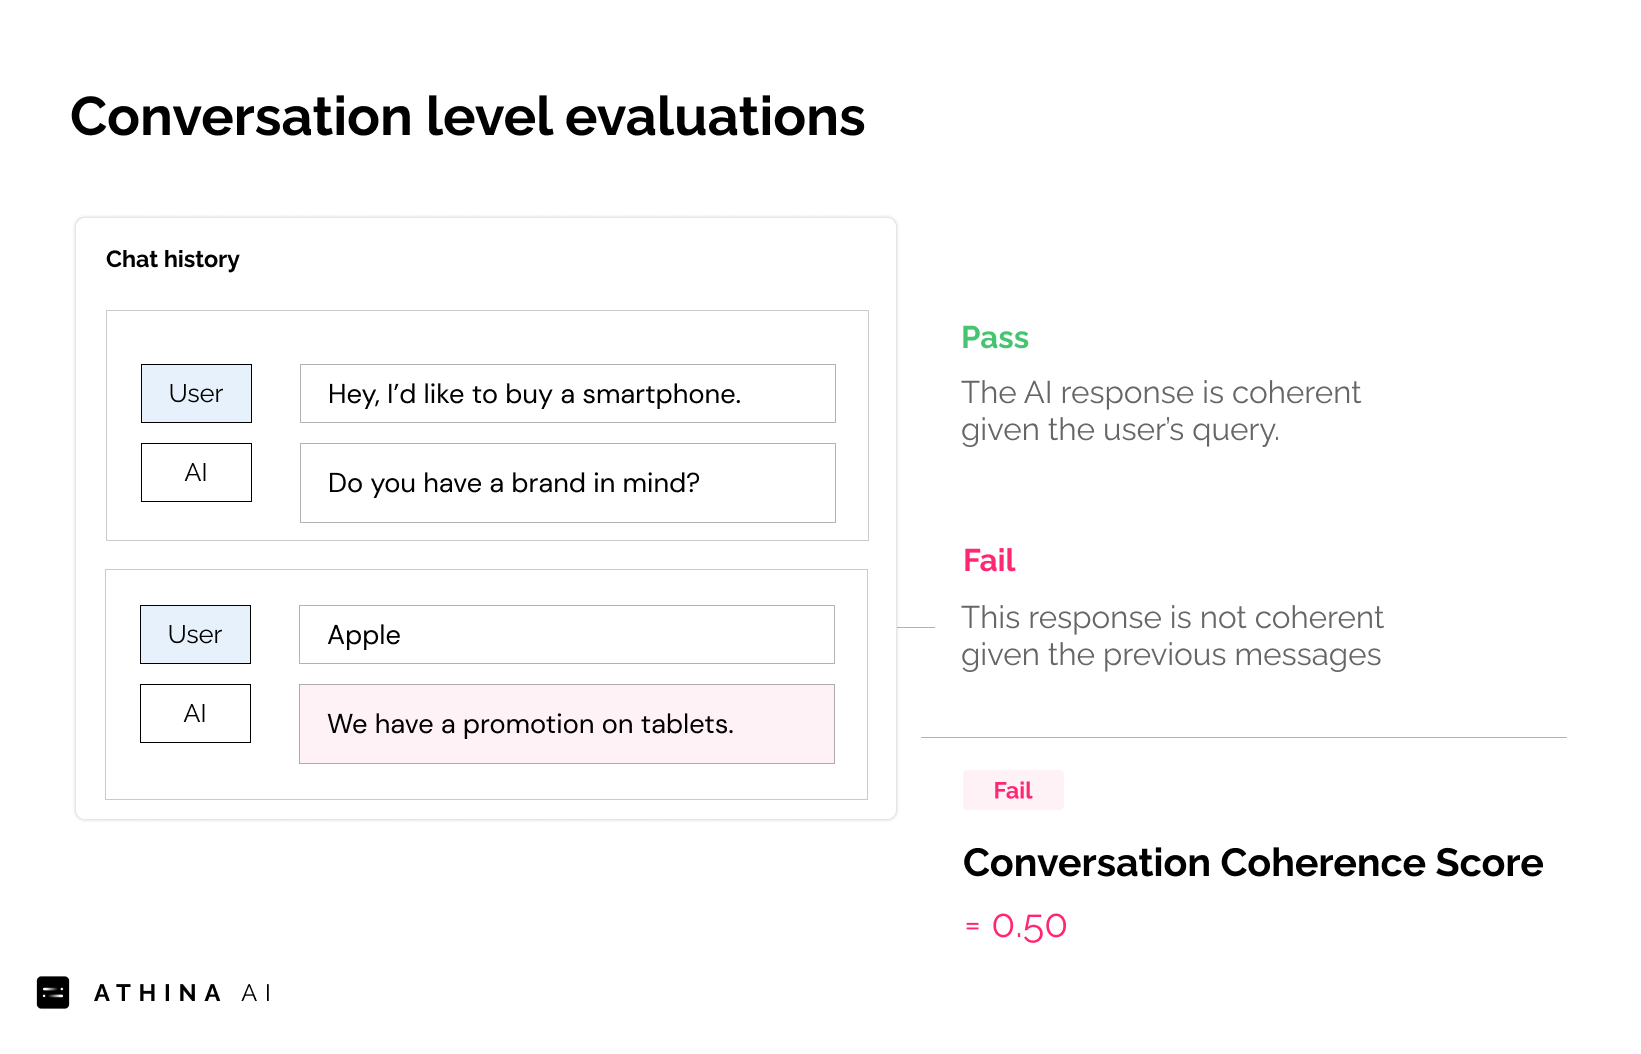 Conversation level evaluations
Chat history
User
Hey, I’d like to buy a smartphone.
AI
Do you have a brand in mind?
User
Apple
AI
We have a promotion on tablets.
Pass
The AI response is coherent
given the user’s query.
Fail
This response is not coherent
given the previous messages
Fail
Conversation Coherence Score
= 0.50
ATHINA AI